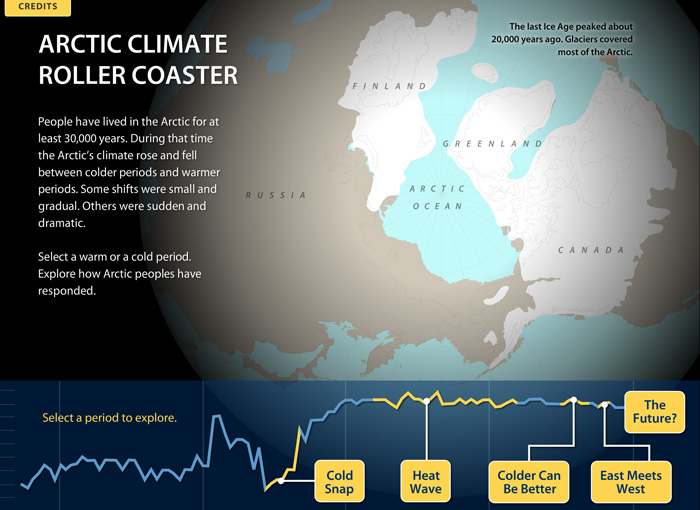 CREDITS
ARCTIC CLIMATE
ROLLER COASTER
People have lived in the Arctic for at
least 30,000 years. During that time
the Arctic's climate rose and fell
between colder periods and warmer
periods. Some shifts were small and
gradual. Others were sudden and
dramatic.
Select a warm or a cold period.
Explore how Arctic peoples have
responded.
The last Ice Age peaked about
20,000 years ago. Glaciers covered
most of the Arctic.
FINLAND
GREENLAND
RUSSIA
ARCTIC
OCEAN
CANADA
Select a period to explore.
Cold
Snap
Heat
Wave
Colder Can
Be Better
East Meets
West
The
Future?